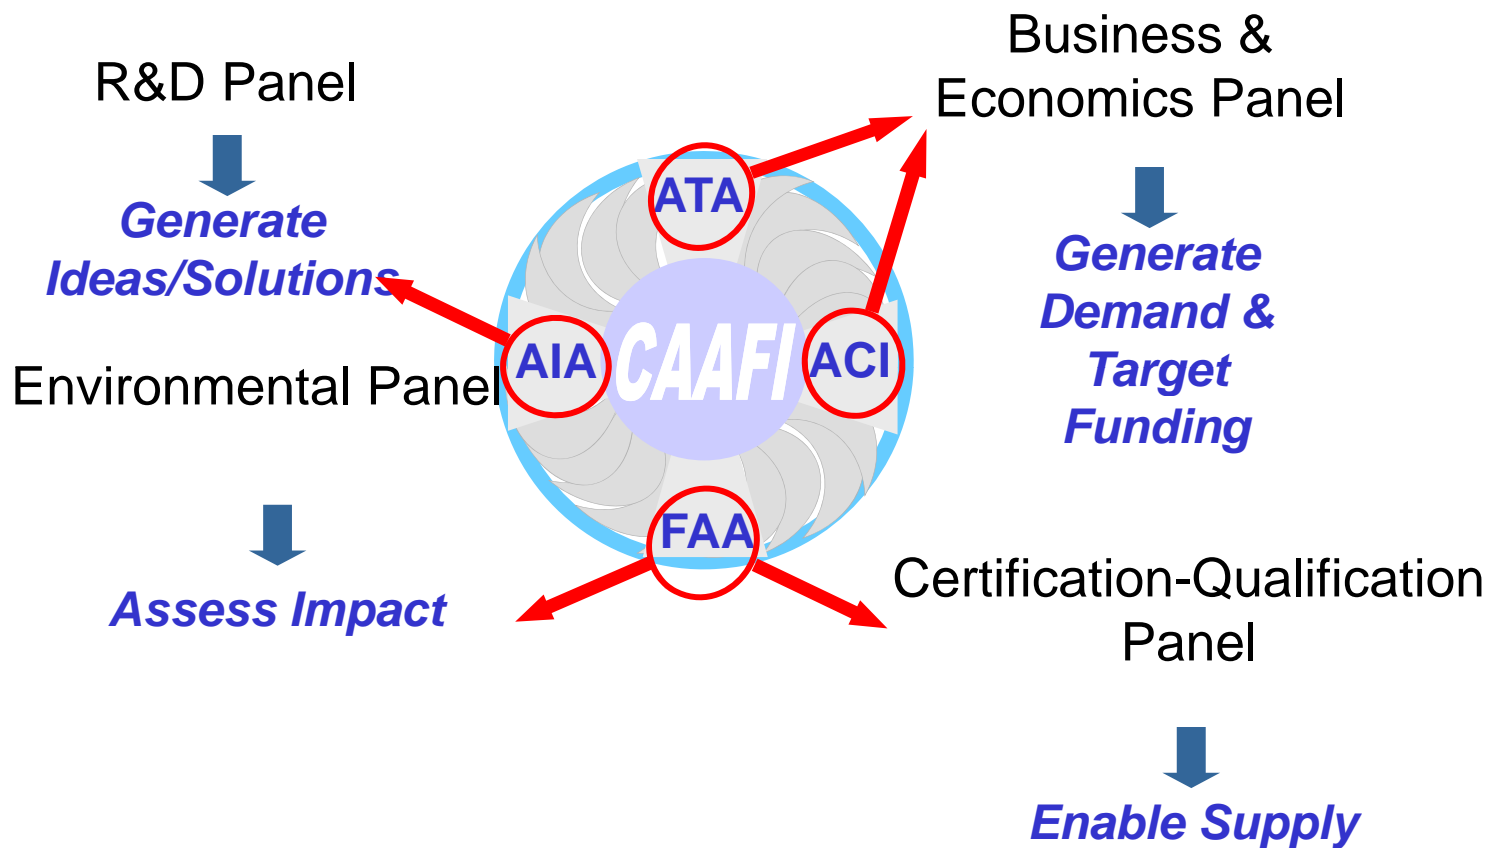 R&D Panel
Generate
Ideas/Solutions
Environmental Panel
Assess Impact
ATA
AIA
CAAFI
ACI
FAA
Business &
Economics Panel
Generate
Demand &
Target
Funding
Certification-Qualification
Panel
Enable Supply